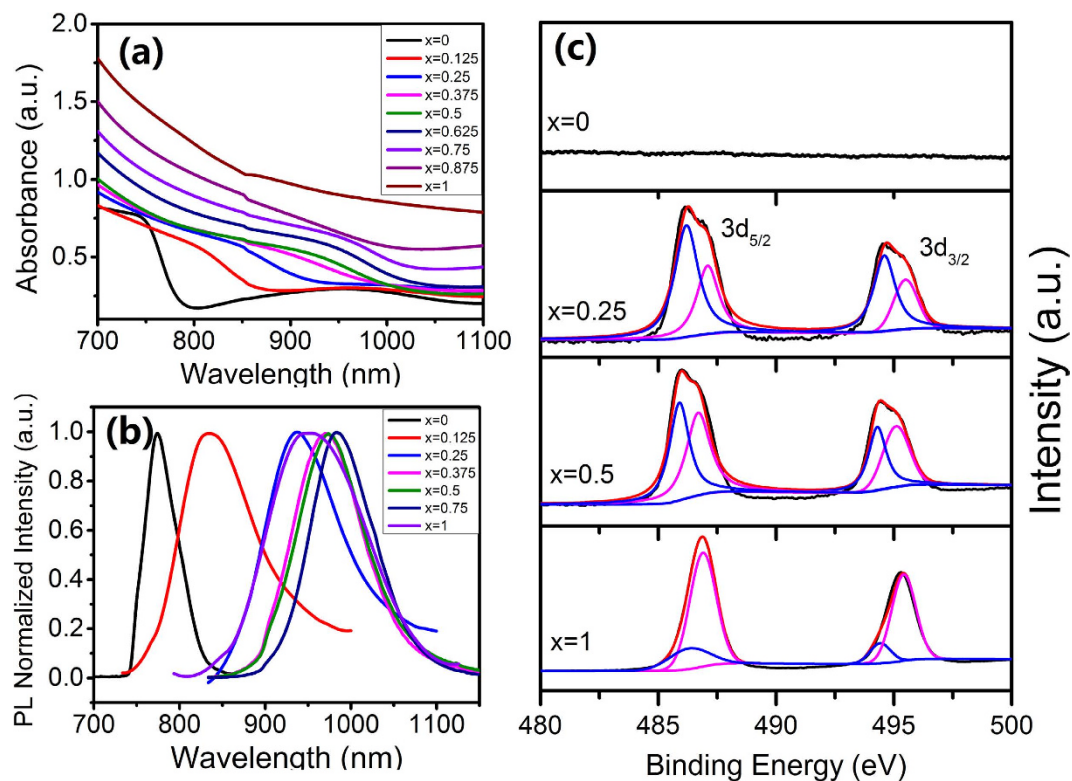 (a)
2.0
1.5
1.0
0.5
Absorbance (a.u.)
x=0
x=0.125
x=0.25
x=0.375
x=0.5
x=0.625
x=0.75
x=0.875
x=1
700 800 900 1000 1100
Wavelength (nm)
(b)
1.0
0.8
0.6
0.4
0.2
0.0
PL Normalized Intensity (a.u.)
x=0
x=0.125
x=0.25
x=0.375
x=0.5
x=0.75
x=1
700 800 900 1000 1100
Wavelength (nm)
(c)
x=0
3d5/2
3d3/2
x=0.25
x=0.5
x=1
480 485 490 495 500
Binding Energy (eV)
Intensity (a.u.)